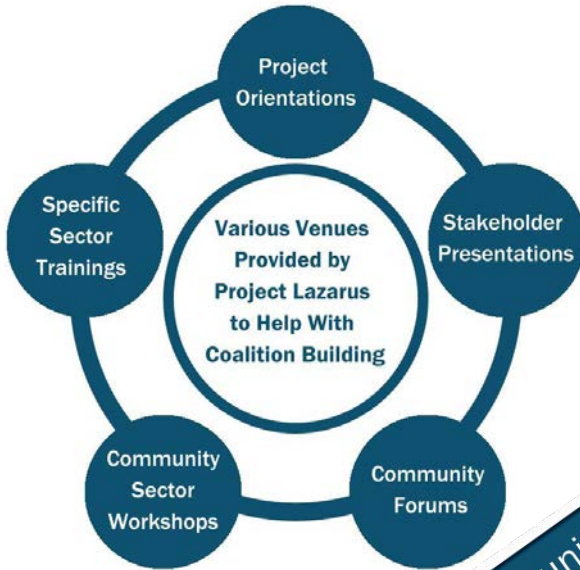 Project
Orientations
Specific
Sector
Trainings
Various Venues
Provided by
Project Lazarus
to Help With
Coalition Building
Stakeholder
Presentations
Community
Sector
Workshops
Community
Forums